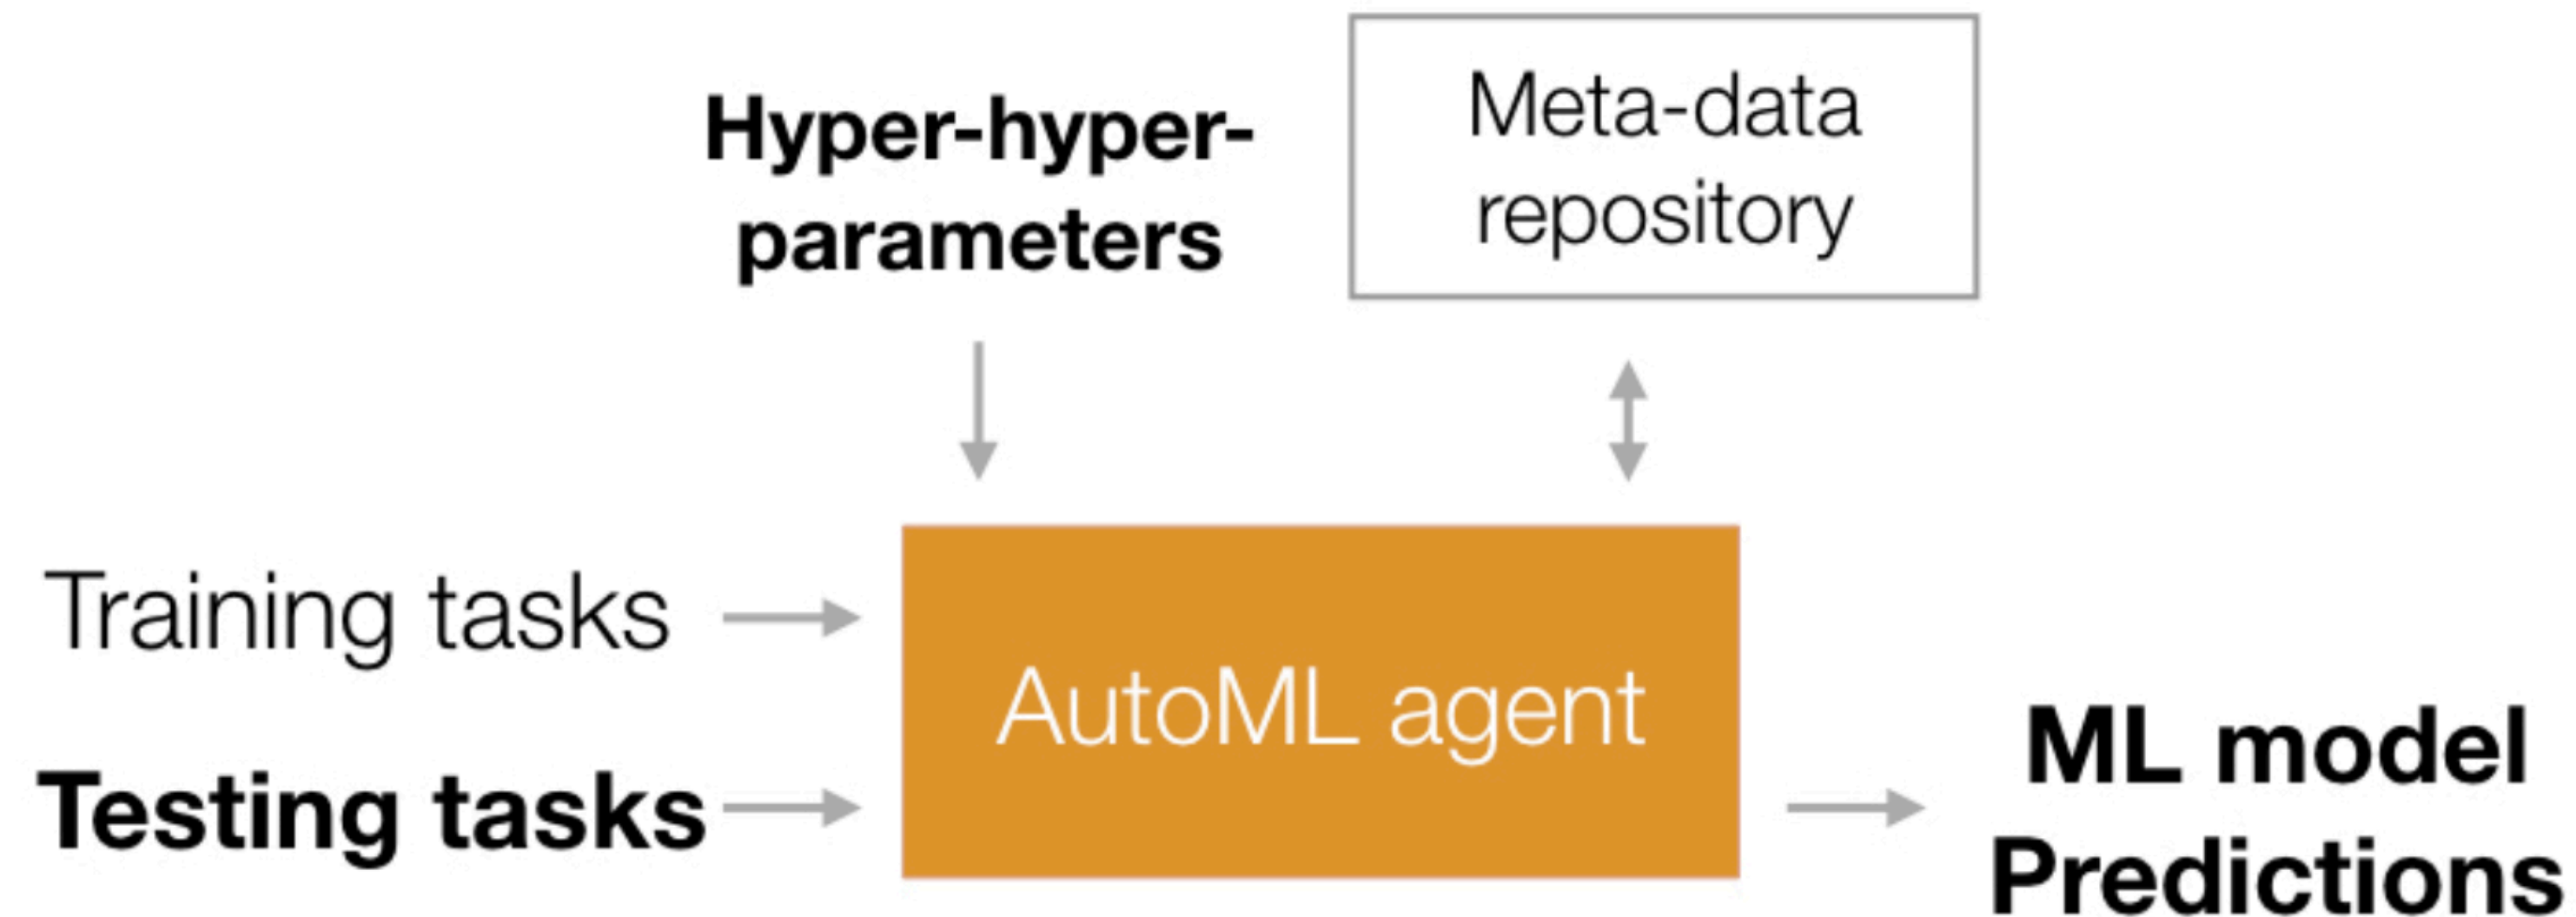 Hyper-hyper-
parameters
Meta-data
repository
Training tasks
Testing tasks
AutoML agent
ML model
Predictions